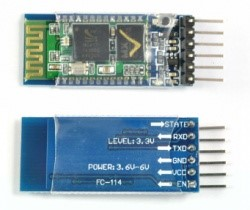 STATE
RXD
LEVEL:3.3V
TXD
GND
POWER:3.6V-6V
VCC
FC-114
EN